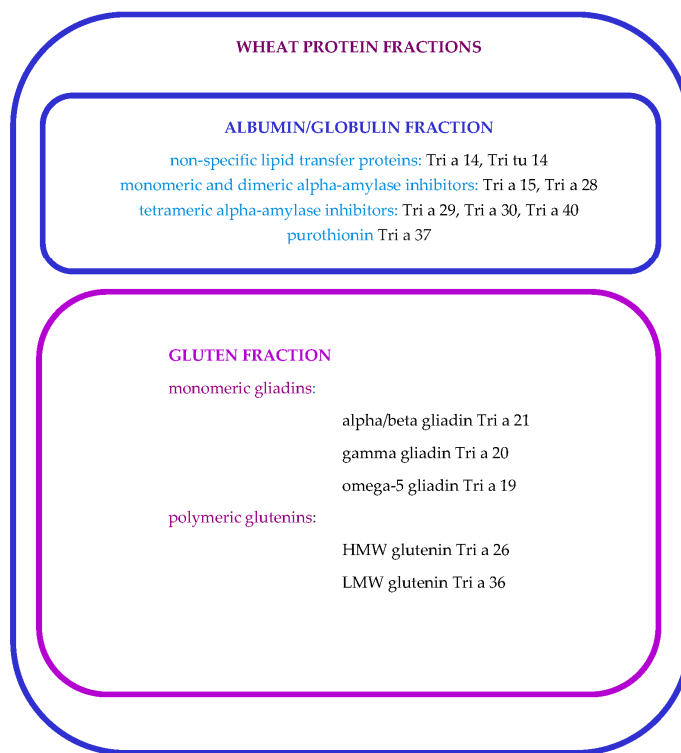 WHEAT PROTEIN FRACTIONS
ALBUMIN/GLOBULIN FRACTION
non-specific lipid transfer proteins: Tri a 14, Tri tu 14
monomeric and dimeric alpha-amylase inhibitors: Tri a 15, Tri a 28
tetrameric alpha-amylase inhibitors: Tri a 29, Tri a 30, Tri a 40
purothionin Tri a 37
GLUTEN FRACTION
monomeric gliadins:
alpha/beta gliadin Tri a 21
gamma gliadin Tri a 20
omega-5 gliadin Tri a 19
polymeric glutenins:
HMW glutenin Tri a 26
LMW glutenin Tri a 36